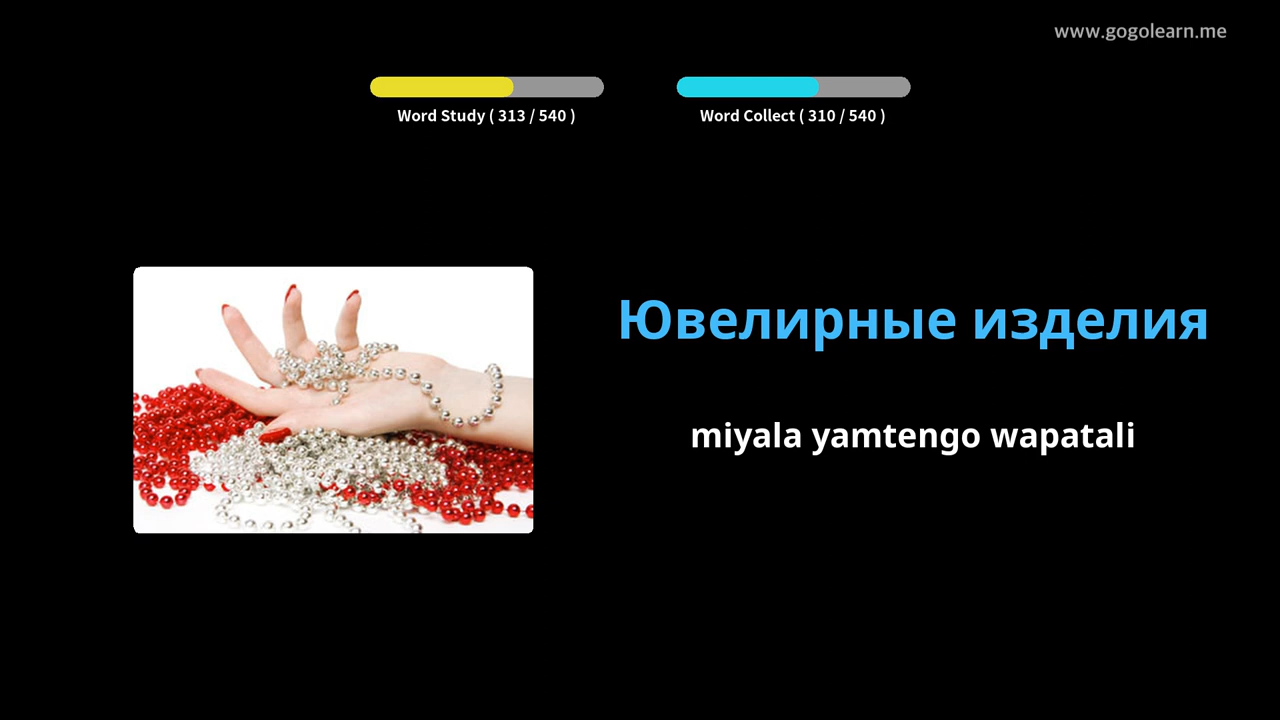 www.gogolearn.me
Word Study ( 313 / 540 )
Word Collect ( 310 / 540 )
Ювелирные изделия
miyala yamtengo wapatali